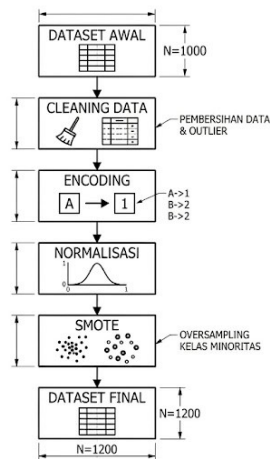 DATASET AWAL
N=1000
CLEANING DATA
PEMBERSIHAN DATA
& OUTLIER
ENCODING
A
1
A->1
B->2
B->2
NORMALISASI
1
0
1
SMOTE
OVERSAMPLING
KELAS MINORITAS
DATASET FINAL
N=1200
N=1200